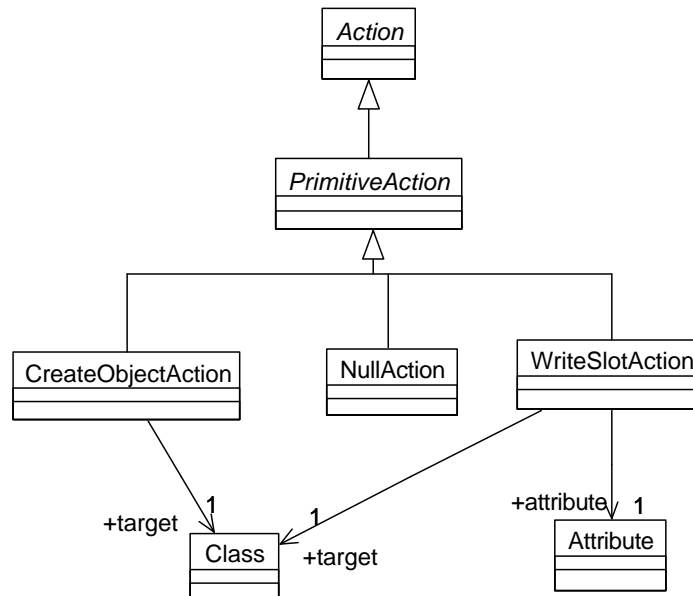 Action
PrimitiveAction
CreateObjectAction
NullAction
WriteSlotAction
1
+target
1
+target
+attribute
1
Class
Attribute